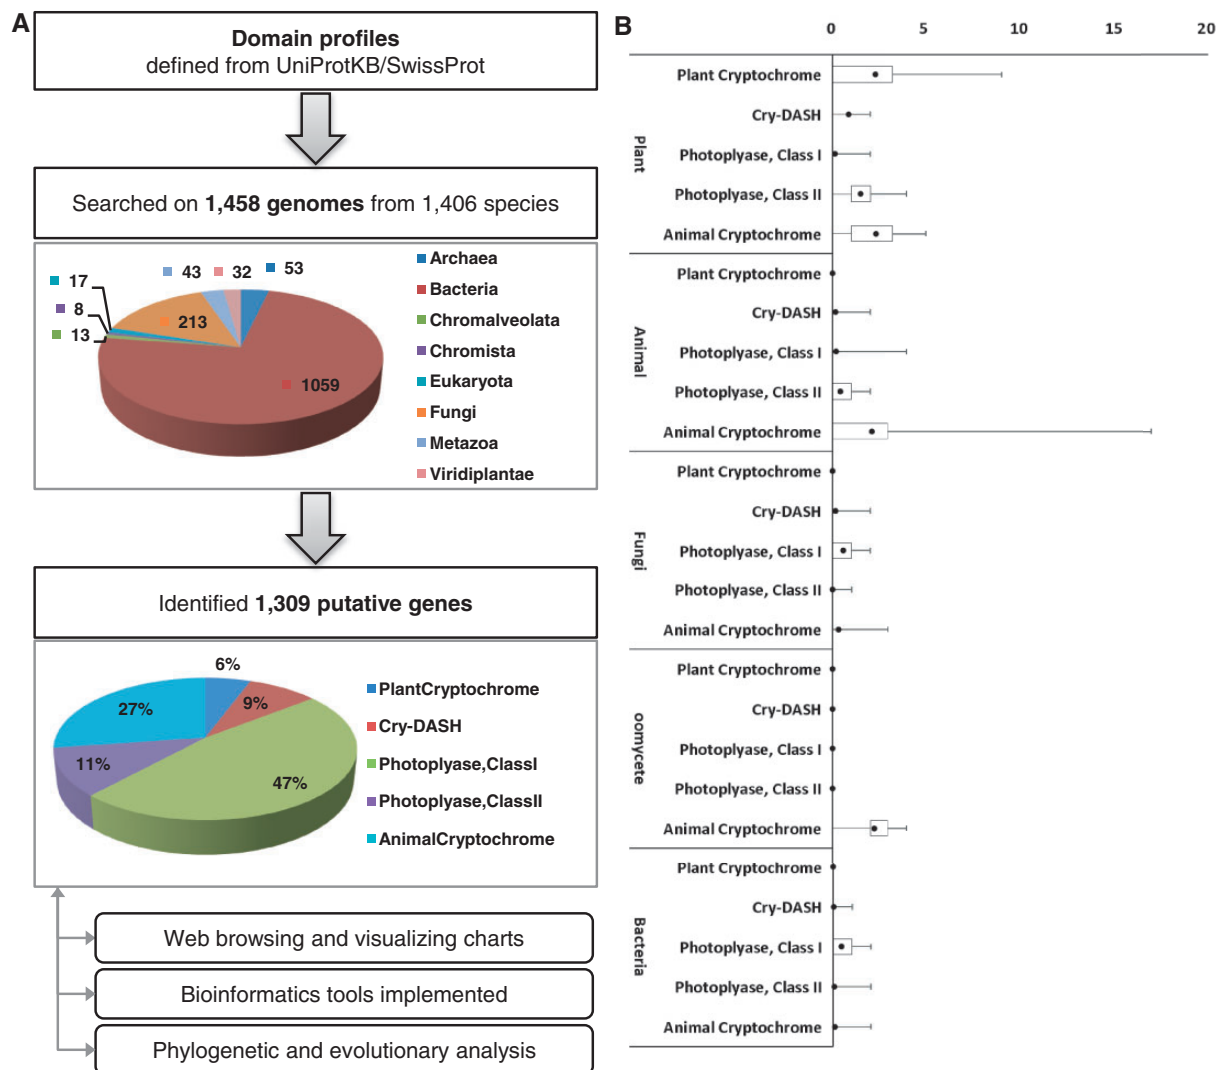 A
Domain profiles
defined from UniProtKB/SwissProt
Searched on 1,458 genomes from 1,406 species
17
8
13
43
32
53
213
1059
Archaea
Bacteria
Chromalveolata
Chromista
Eukaryota
Fungi
Metazoa
Viridiplantae
Identified 1,309 putative genes
6%
9%
27%
11%
47%
PlantCryptochrome
Cry-DASH
Photoplyase,ClassI
Photoplyase,ClassII
AnimalCryptochrome
Web browsing and visualizing charts
Bioinformatics tools implemented
Phylogenetic and evolutionary analysis
B
0 5 10 15 20
Plant
Plant Cryptochrome
Cry-DASH
Photoplyase, Class I
Photoplyase, Class II
Animal Cryptochrome
Animal
Plant Cryptochrome
Cry-DASH
Photoplyase, Class I
Photoplyase, Class II
Animal Cryptochrome
Fungi
Plant Cryptochrome
Cry-DASH
Photoplyase, Class I
Photoplyase, Class II
Animal Cryptochrome
oomycete
Plant Cryptochrome
Cry-DASH
Photoplyase, Class I
Photoplyase, Class II
Animal Cryptochrome
Bacteria
Plant Cryptochrome
Cry-DASH
Photoplyase, Class I
Photoplyase, Class II
Animal Cryptochrome